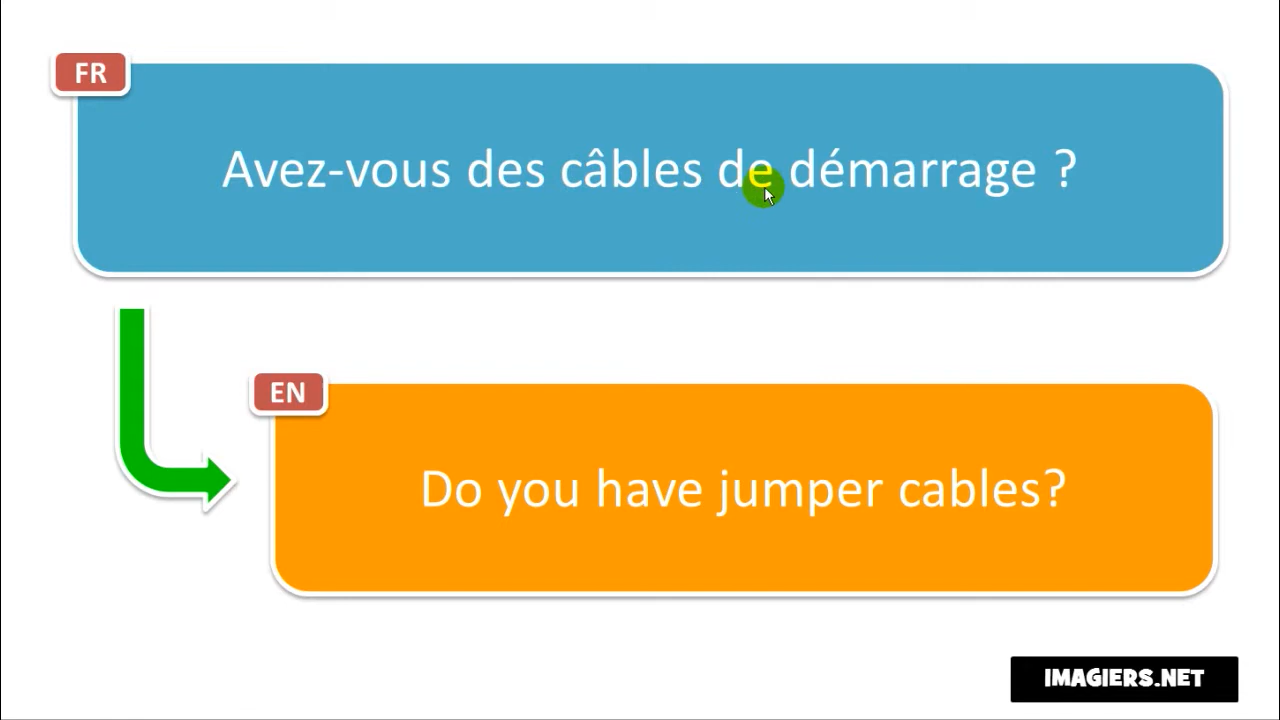 FR
Avez-vous des câbles de démarrage ?
EN
Do you have jumper cables?
IMAGIERS.NET